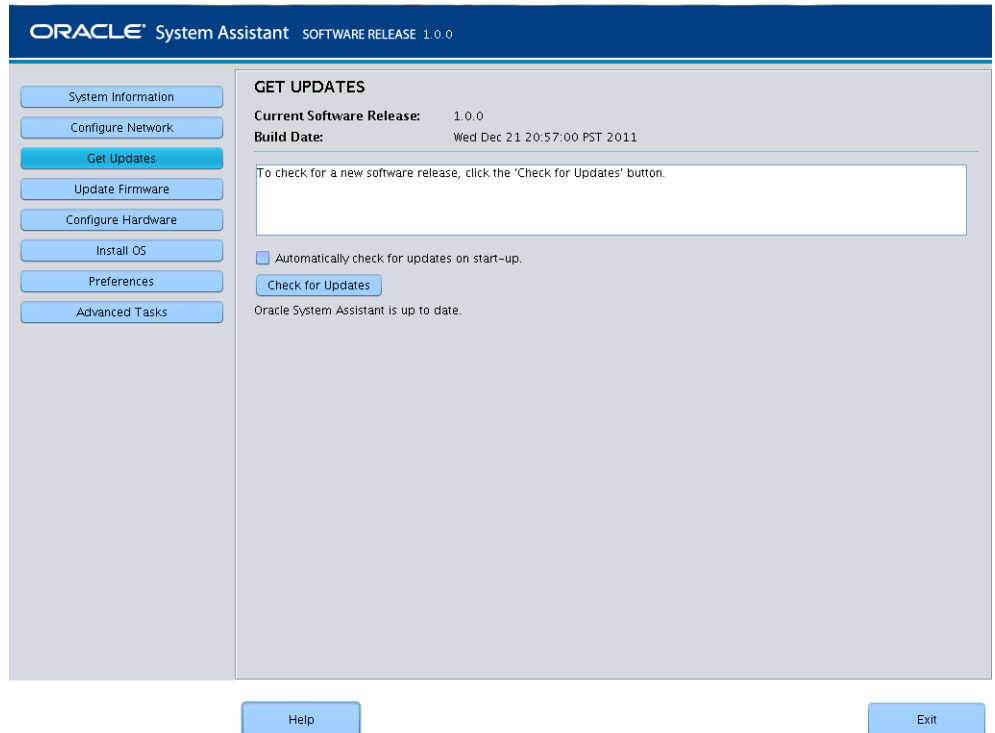 ORACLE® System Assistant SOFTWARE RELEASE 1.0.0
System Information
Configure Network
Get Updates
Update Firmware
Configure Hardware
Install OS
Preferences
Advanced Tasks
GET UPDATES
Current Software Release: 1.0.0
Build Date: Wed Dec 21 20:57:00 PST 2011
To check for a new software release, click the 'Check for Updates' button.
Automatically check for updates on start-up.
Check for Updates
Oracle System Assistant is up to date.
Help
Exit